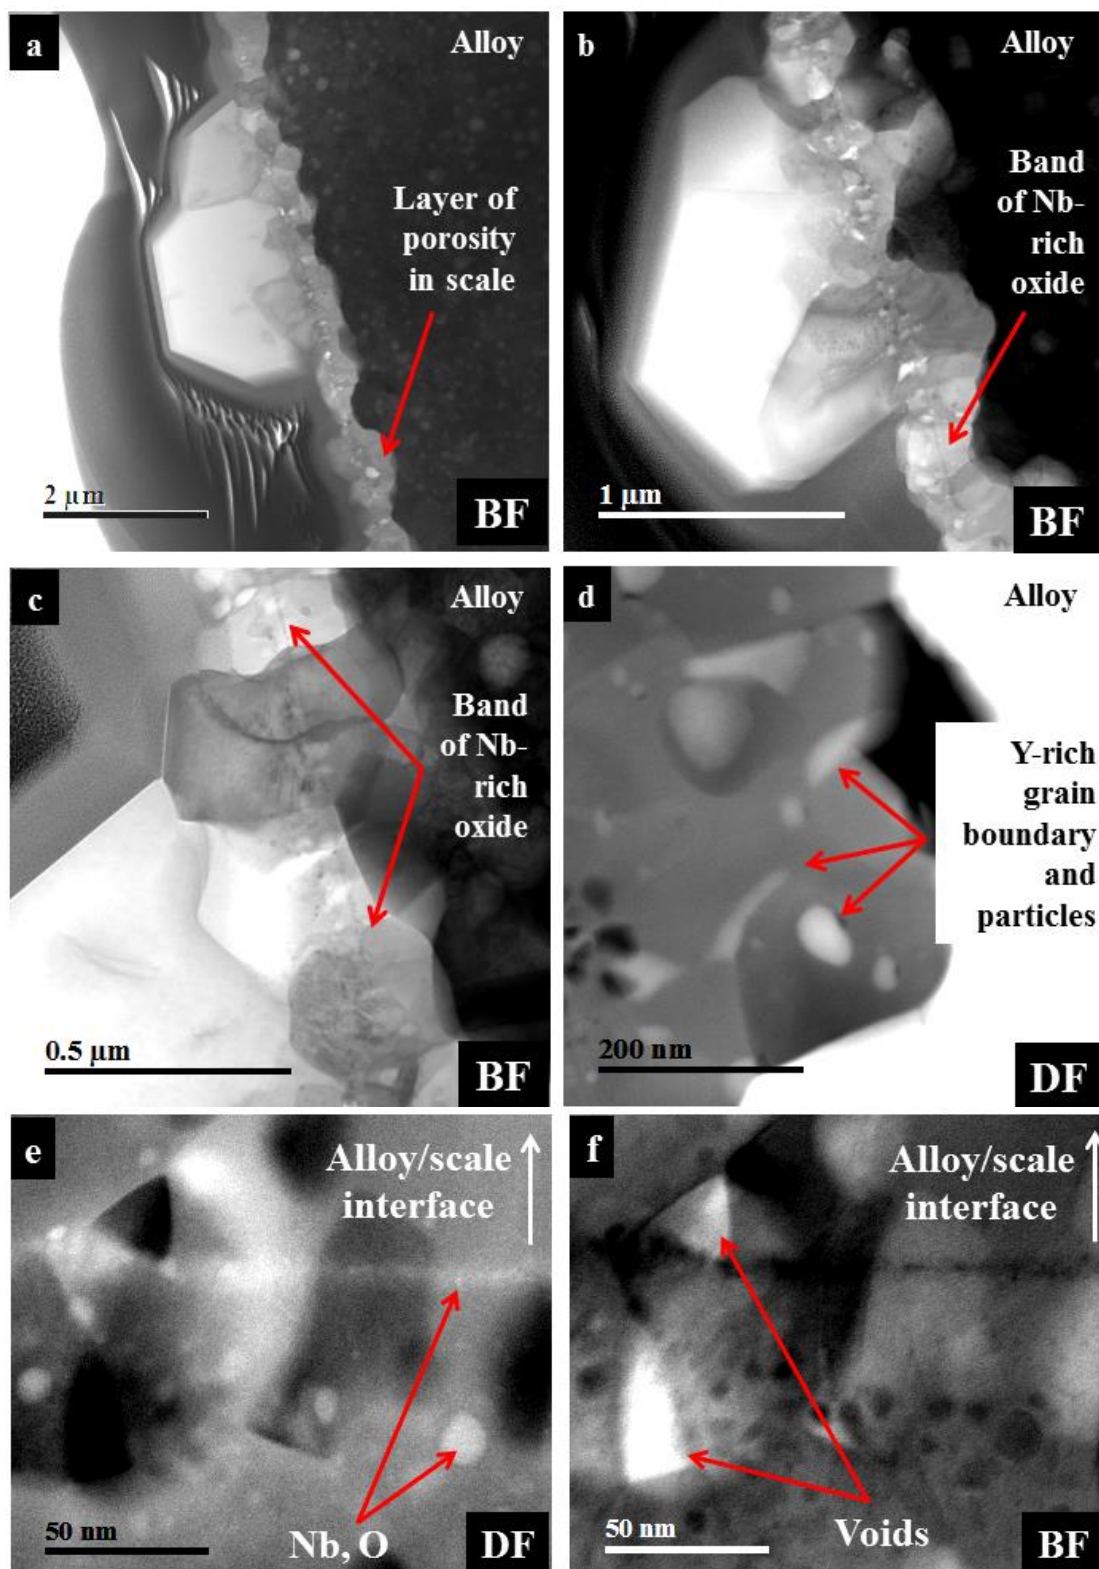 a
Alloy
Layer of
porosity
in scale
2 µm
BF
b
Alloy
Band
of Nb-
rich
oxide
1 µm
BF
c
Alloy
Band
of Nb-
rich
oxide
0.5 µm
BF
d
Alloy
Y-rich
grain
boundary
and
particles
200 nm
DF
e
Alloy/scale
interface
50 nm
Nb, O
DF
f
Alloy/scale
interface
50 nm
Voids
BF